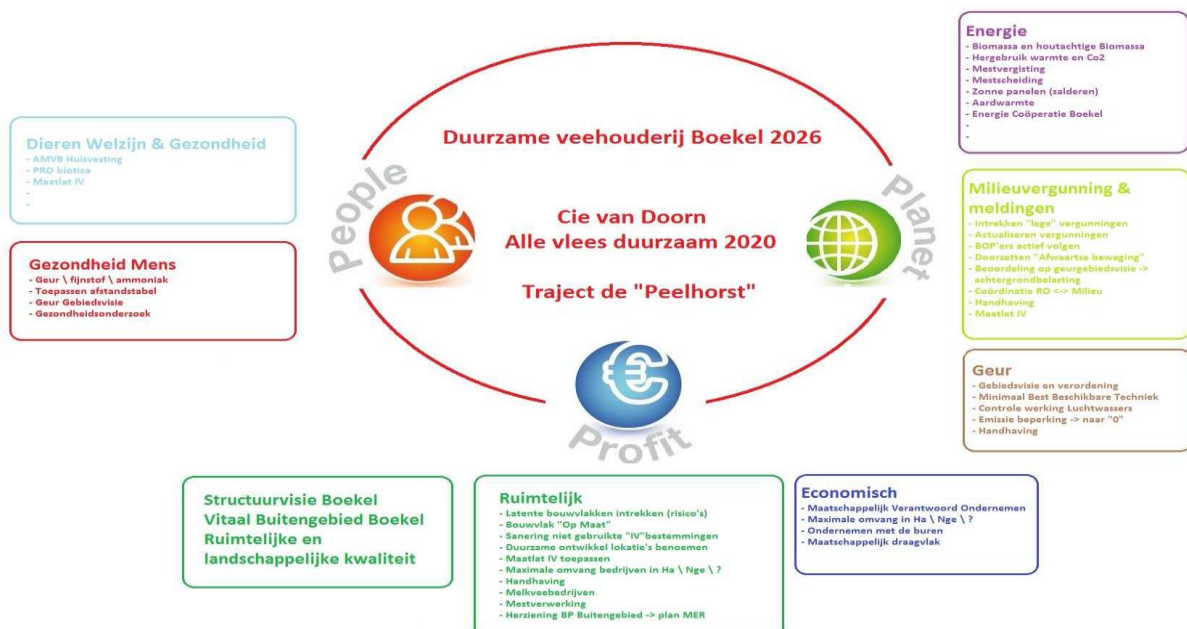 Duurzame veehouderij Boekel 2026
Cie van Doorn
Alle vlees duurzaam 2020
Traject de "Peelhorst"
People
Planet
Profit
Dieren Welzijn & Gezondheid
- AMVB Huisvesting
- PRO biotica
- Maatlat IV
-
-
Gezondheid Mens
- Geur \ fijnstof \ ammoniak
- Toepassen afstandstabel
- Geur Gebiedsvisie
- Gezondheidsonderzoek
Energie
- Biomassa en houtachtige Biomassa
- Hergebruik warmte en Co2
- Mestvergisting
- Mestscheiding
- Zonne panelen (salderen)
- Aardwarmte
- Energie Coöperatie Boekel
-
-
Milieuvergunning &
meldingen
- Intrekken "lege" vergunningen
- Actualiseren vergunningen
- BOP'ers actief volgen
- Doorzetten "Afwaartse beweging"
- Beoordeling op geurgebiedsvisie ->
achtergrondbelasting
- Coördinatie RO <-> Milieu
- Handhaving
- Maatlat IV
Geur
- Gebiedsvisie en verordening
- Minimaal Best Beschikbare Techniek
- Controle werking Luchtwassers
- Emissie beperking -> naar "0"
- Handhaving
Structuurvisie Boekel
Vitaal Buitengebied Boekel
Ruimtelijke en
landschappelijke kwaliteit
Ruimtelijk
- Latente bouwvlakken intrekken (risico's)
- Bouwvlak "Op Maat"
- Sanering niet gebruikte "IV"bestemmingen
- Duurzame ontwikkel lokatie's benoemen
- Maatlat IV toepassen
- Maximale omvang bedrijven in Ha \ Nge \ ?
- Handhaving
- Melkveebedrijven
- Mestverwerking
- Herziening BP Buitengebied -> plan MER
Economisch
- Maatschappelijk Verantwoord Ondernemen
- Maximale omvang in Ha \ Nge \ ?
- Ondernemen met de buren
- Maatschappelijk draagvlak